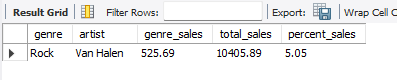 Result Grid Filter Rows: Export: Wrap Cell C
genre artist genre_sales total_sales percent_sales
Rock Van Halen 525.69 10405.89 5.05